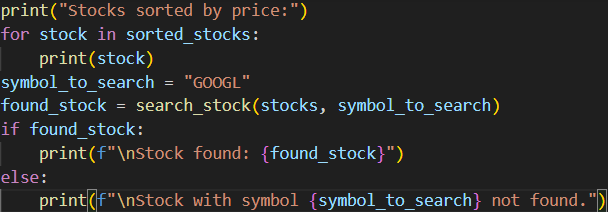 print("Stocks sorted by price:")
for stock in sorted_stocks:
    print(stock)
symbol_to_search = "GOOGL"
found_stock = search_stock(stocks, symbol_to_search)
if found_stock:
    print(f"\nStock found: {found_stock}")
else:
    print(f"\nStock with symbol {symbol_to_search} not found.")